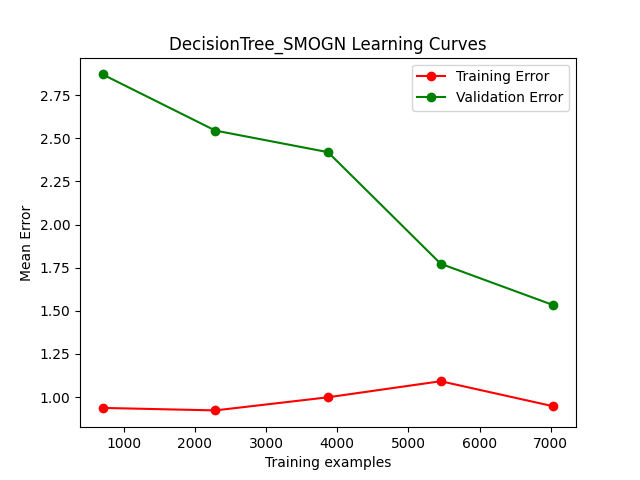 DecisionTree_SMOGN Learning Curves
Training Error
Validation Error
2.75
2.50
2.25
2.00
1.75
1.50
1.25
1.00
Mean Error
1000 2000 3000 4000 5000 6000 7000
Training examples